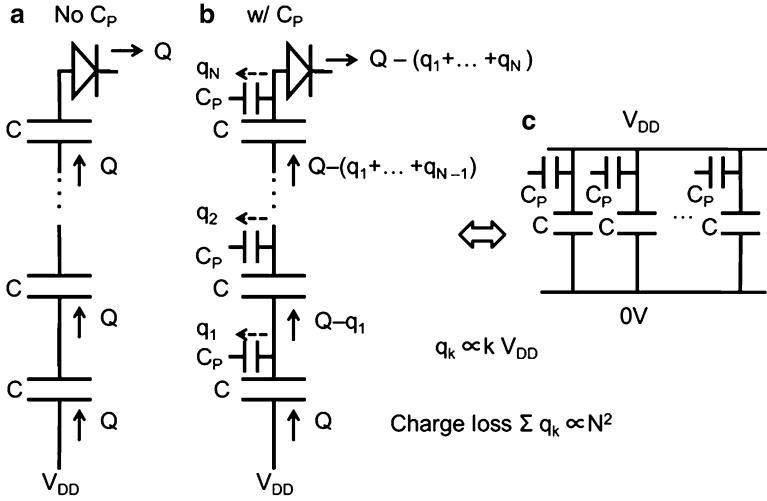 a No C_P
Q
C
Q
C
Q
C
Q
V_DD
b w/ C_P
q_N
Q – (q_1+... +q_N)
C_P
C
Q–(q_1+... +q_N–1)
q_2
C_P
C
q_1
Q–q_1
C_P
C
Q
V_DD
c
V_DD
C_P C_P C_P
C C ... C
0V
q_k ∝ k V_DD
Charge loss Σ q_k ∝ N²